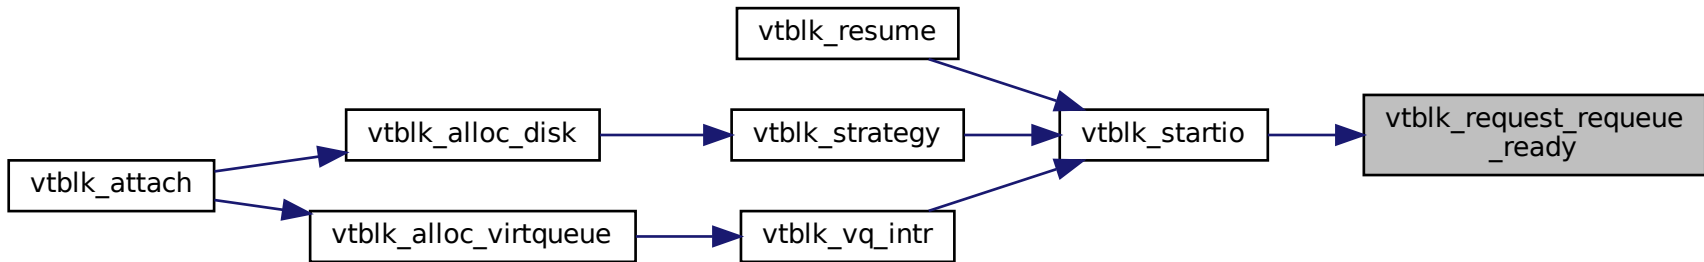 vtblk_resume
vtblk_request_requeue
_ready
vtblk_alloc_disk
vtblk_strategy
vtblk_startio
vtblk_attach
vtblk_alloc_virtqueue
vtblk_vq_intr